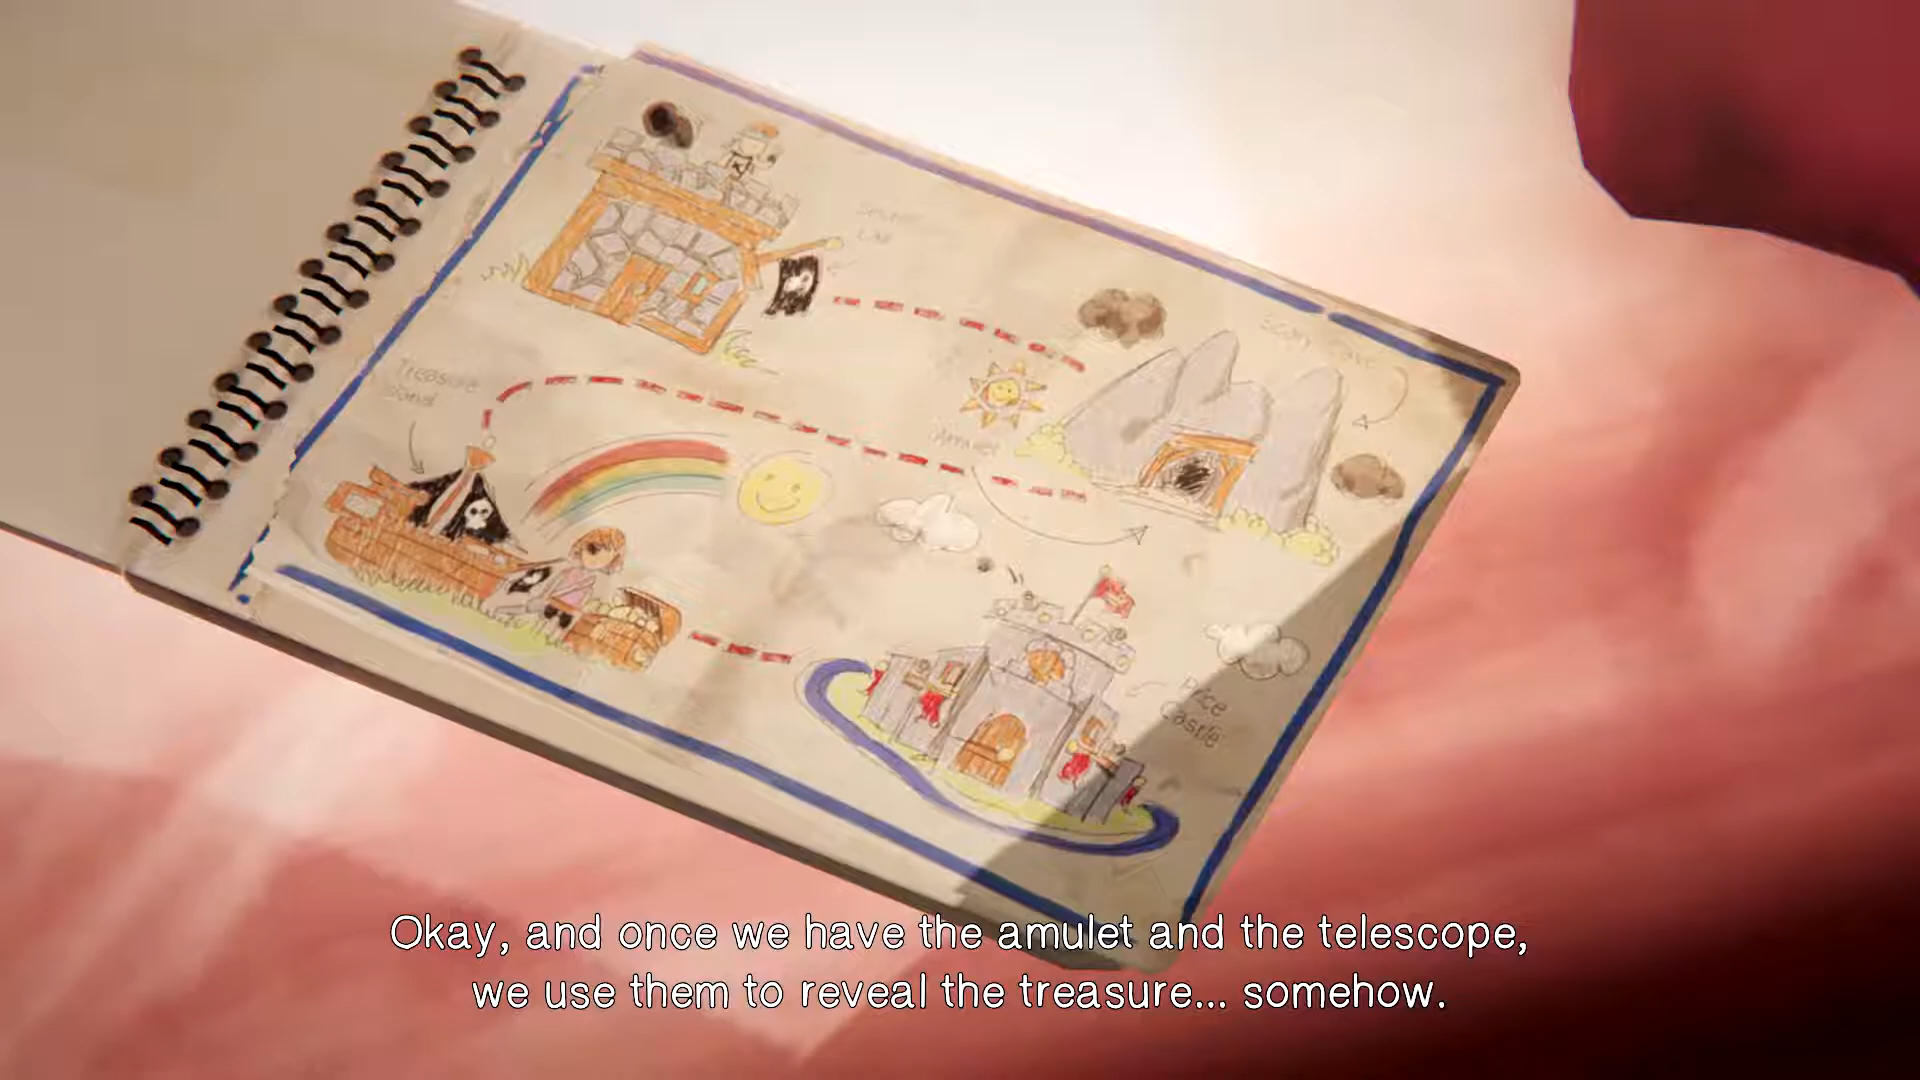 Treasure
Island
Amulet
Price
Castle
Okay, and once we have the amulet and the telescope,
we use them to reveal the treasure... somehow.